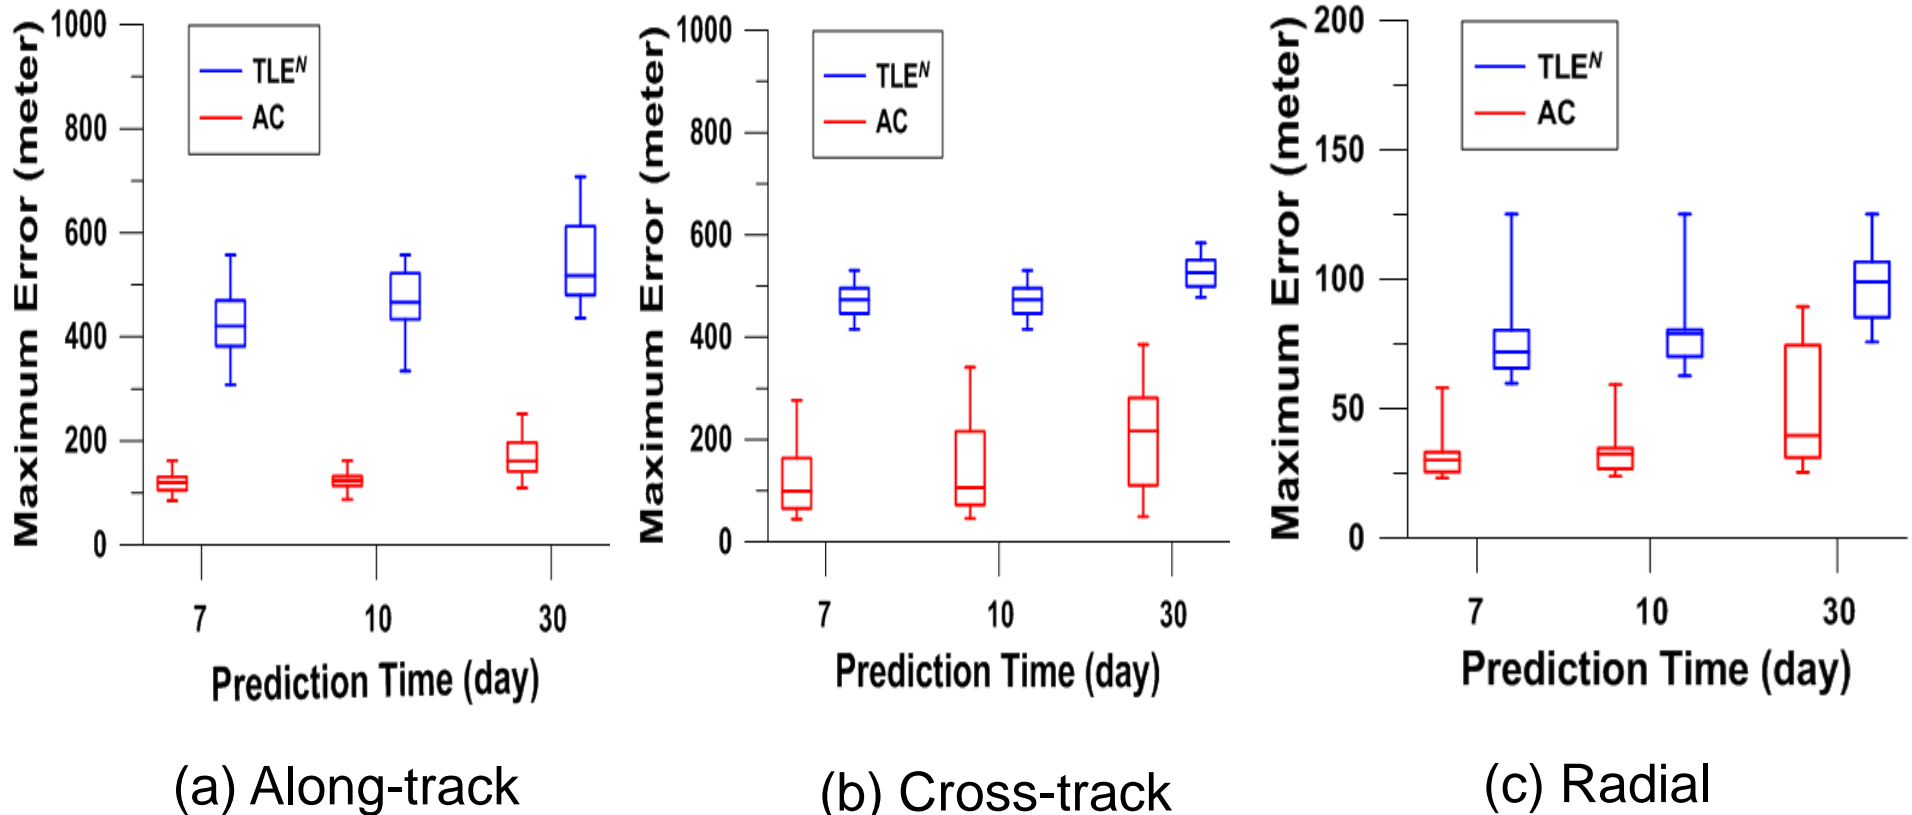 Maximum Error (meter)
1000
800
600
400
200
0
TLE^N
AC
7 10 30
Prediction Time (day)
(a) Along-track
Maximum Error (meter)
1000
800
600
400
200
0
TLE^N
AC
7 10 30
Prediction Time (day)
(b) Cross-track
Maximum Error (meter)
200
150
100
50
0
TLE^N
AC
7 10 30
Prediction Time (day)
(c) Radial